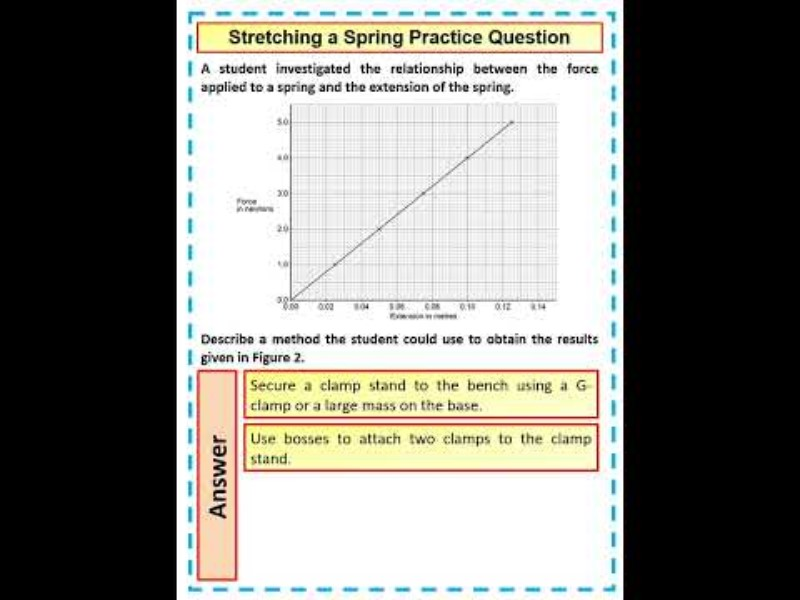 Stretching a Spring Practice Question
A student investigated the relationship between the force
applied to a spring and the extension of the spring.
5.0
4.0
3.0
Force
in newtons
2.0
1.0
0.0
0.00 0.02 0.04 0.06 0.08 0.10 0.12 0.14
Extension in metres
Describe a method the student could use to obtain the results
given in Figure 2.
Answer
Secure a clamp stand to the bench using a G-
clamp or a large mass on the base.
Use bosses to attach two clamps to the clamp
stand.